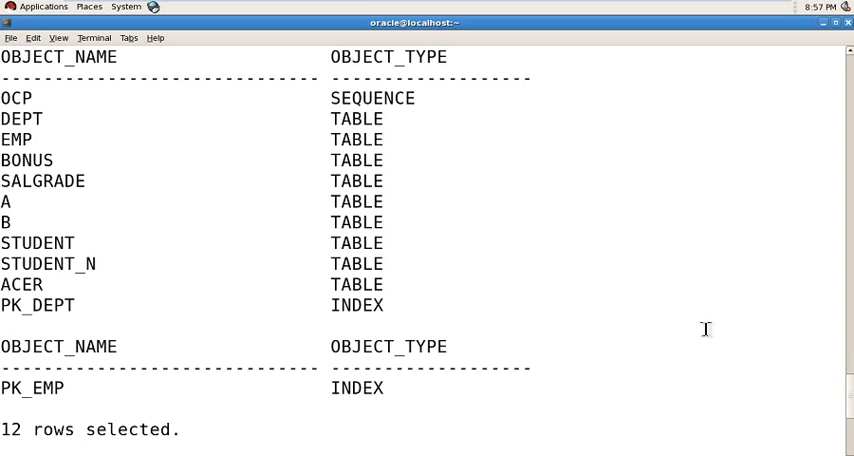 Applications Places System 8:57 PM
oracle@localhost:~
File Edit View Terminal Tabs Help
OBJECT_NAME OBJECT_TYPE
------------------------------ -------------------
OCP SEQUENCE
DEPT TABLE
EMP TABLE
BONUS TABLE
SALGRADE TABLE
A TABLE
B TABLE
STUDENT TABLE
STUDENT_N TABLE
ACER TABLE
PK_DEPT INDEX
OBJECT_NAME OBJECT_TYPE
------------------------------ -------------------
PK_EMP INDEX
12 rows selected.